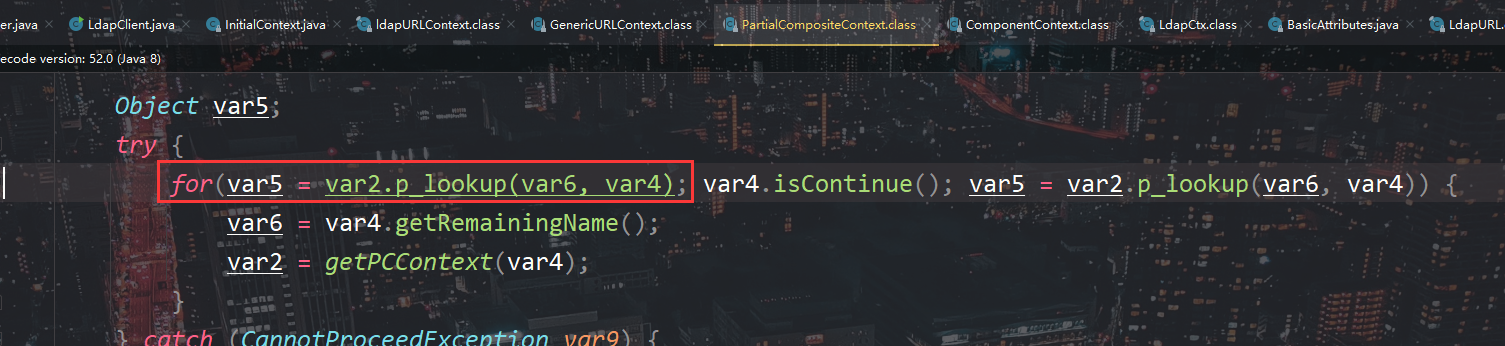 er.java LdapClient.java InitialContext.java ldapURLContext.class GenericURLContext.class PartialCompositeContext.class ComponentContext.class LdapCtx.class BasicAttributes.java LdapURL.
ecode version: 52.0 (Java 8)
Object var5;
try {
for(var5 = var2.p_lookup(var6, var4); var4.isContinue(); var5 = var2.p_lookup(var6, var4)) {
var6 = var4.getRemainingName();
var2 = getPCContext(var4);
}
} catch (CannotProceedException var9) {